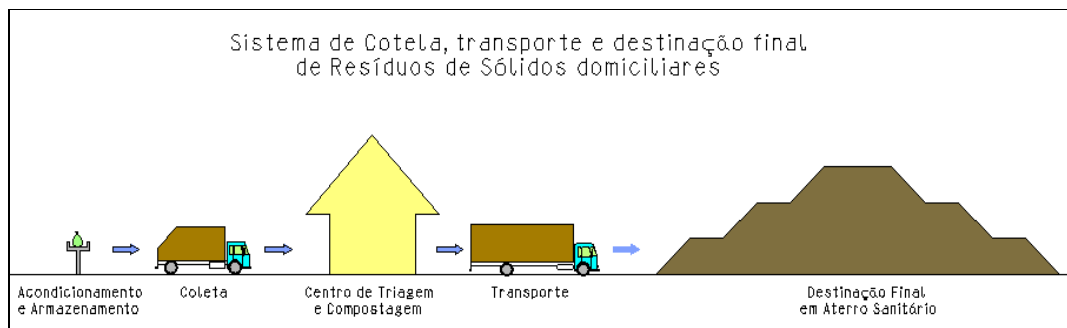 Sistema de Cotela, transporte e destinação final
de Resíduos de Sólidos domiciliares
Acondicionamento
e Armazenamento
Coleta
Centro de Triagem
e Compostagem
Transporte
Destinação Final
em Aterro Sanitário